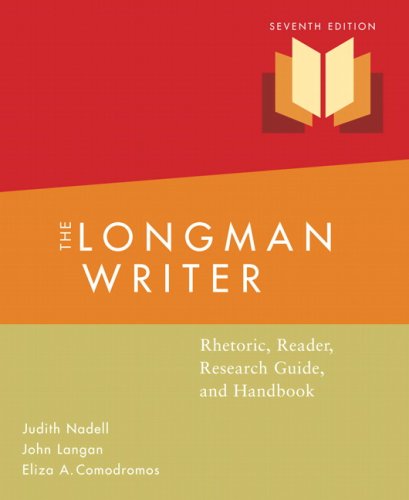 SEVENTH EDITION
THE LONGMAN
WRITER
Rhetoric, Reader,
Research Guide,
and Handbook
Judith Nadell
John Langan
Eliza A. Comodromos